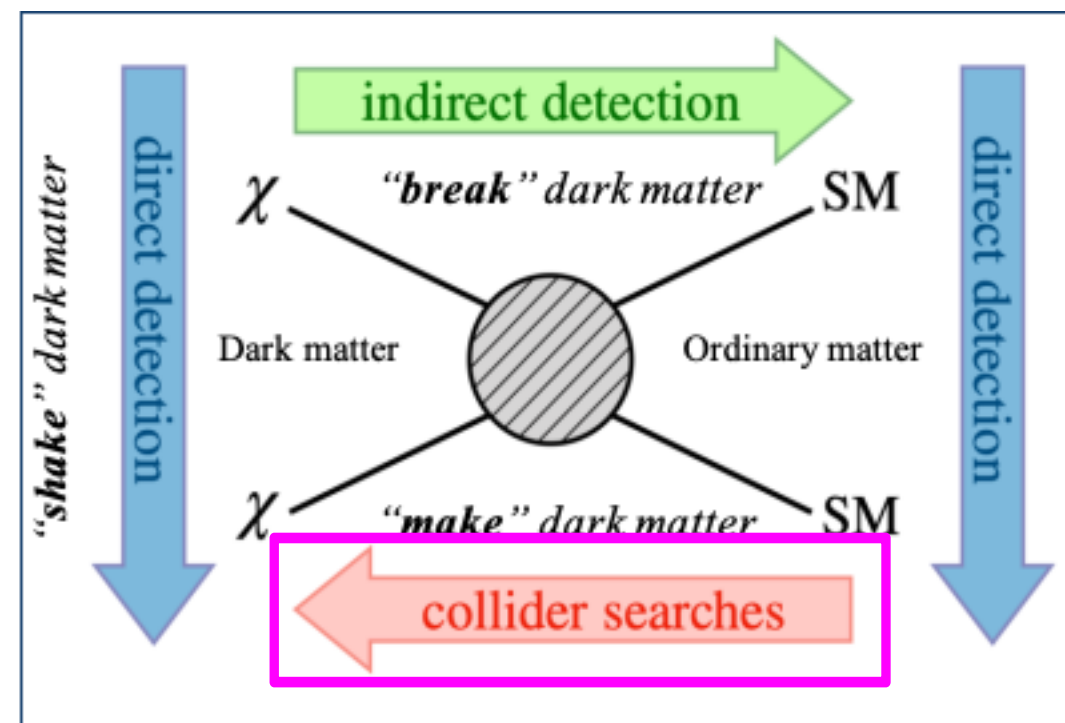 indirect detection
direct detection
direct detection
"shake" dark matter
χ
"break" dark matter
SM
Dark matter
Ordinary matter
χ
"make" dark matter
SM
collider searches